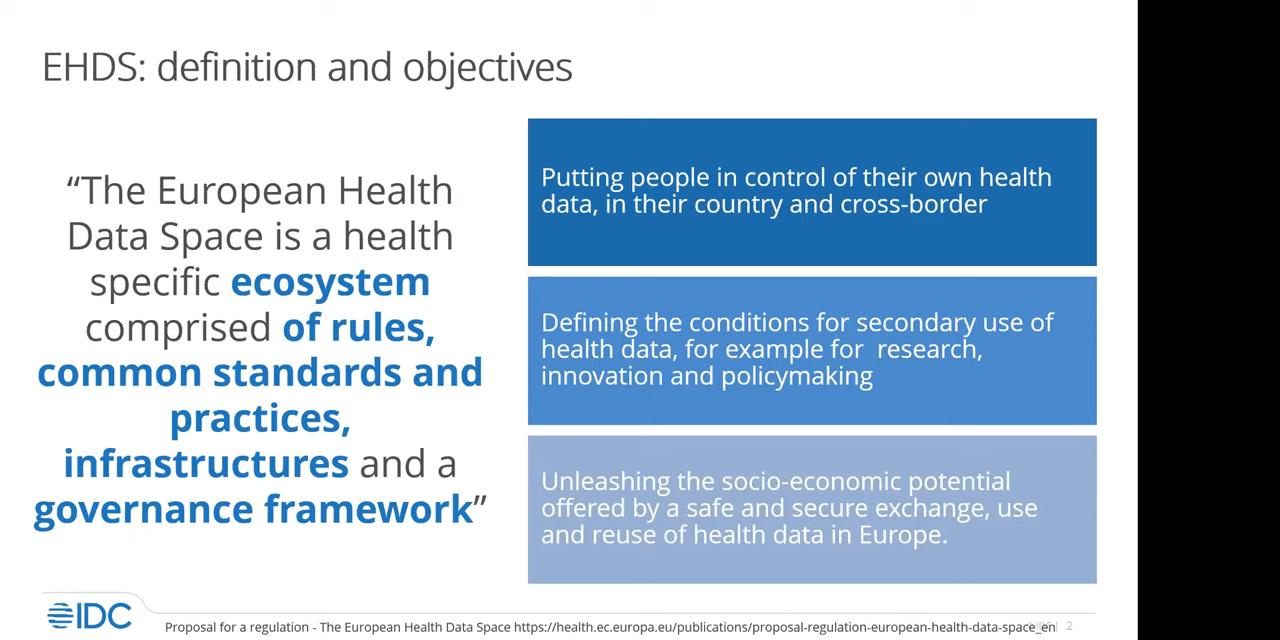 EHDS: definition and objectives
“The European Health
Data Space is a health
specific ecosystem
comprised of rules,
common standards and
practices,
infrastructures and a
governance framework”
Putting people in control of their own health
data, in their country and cross-border
Defining the conditions for secondary use of
health data, for example for  research,
innovation and policymaking
Unleashing the socio-economic potential
offered by a safe and secure exchange, use
and reuse of health data in Europe.
IDC
Proposal for a regulation - The European Health Data Space https://health.ec.europa.eu/publications/proposal-regulation-european-health-data-space_en
2